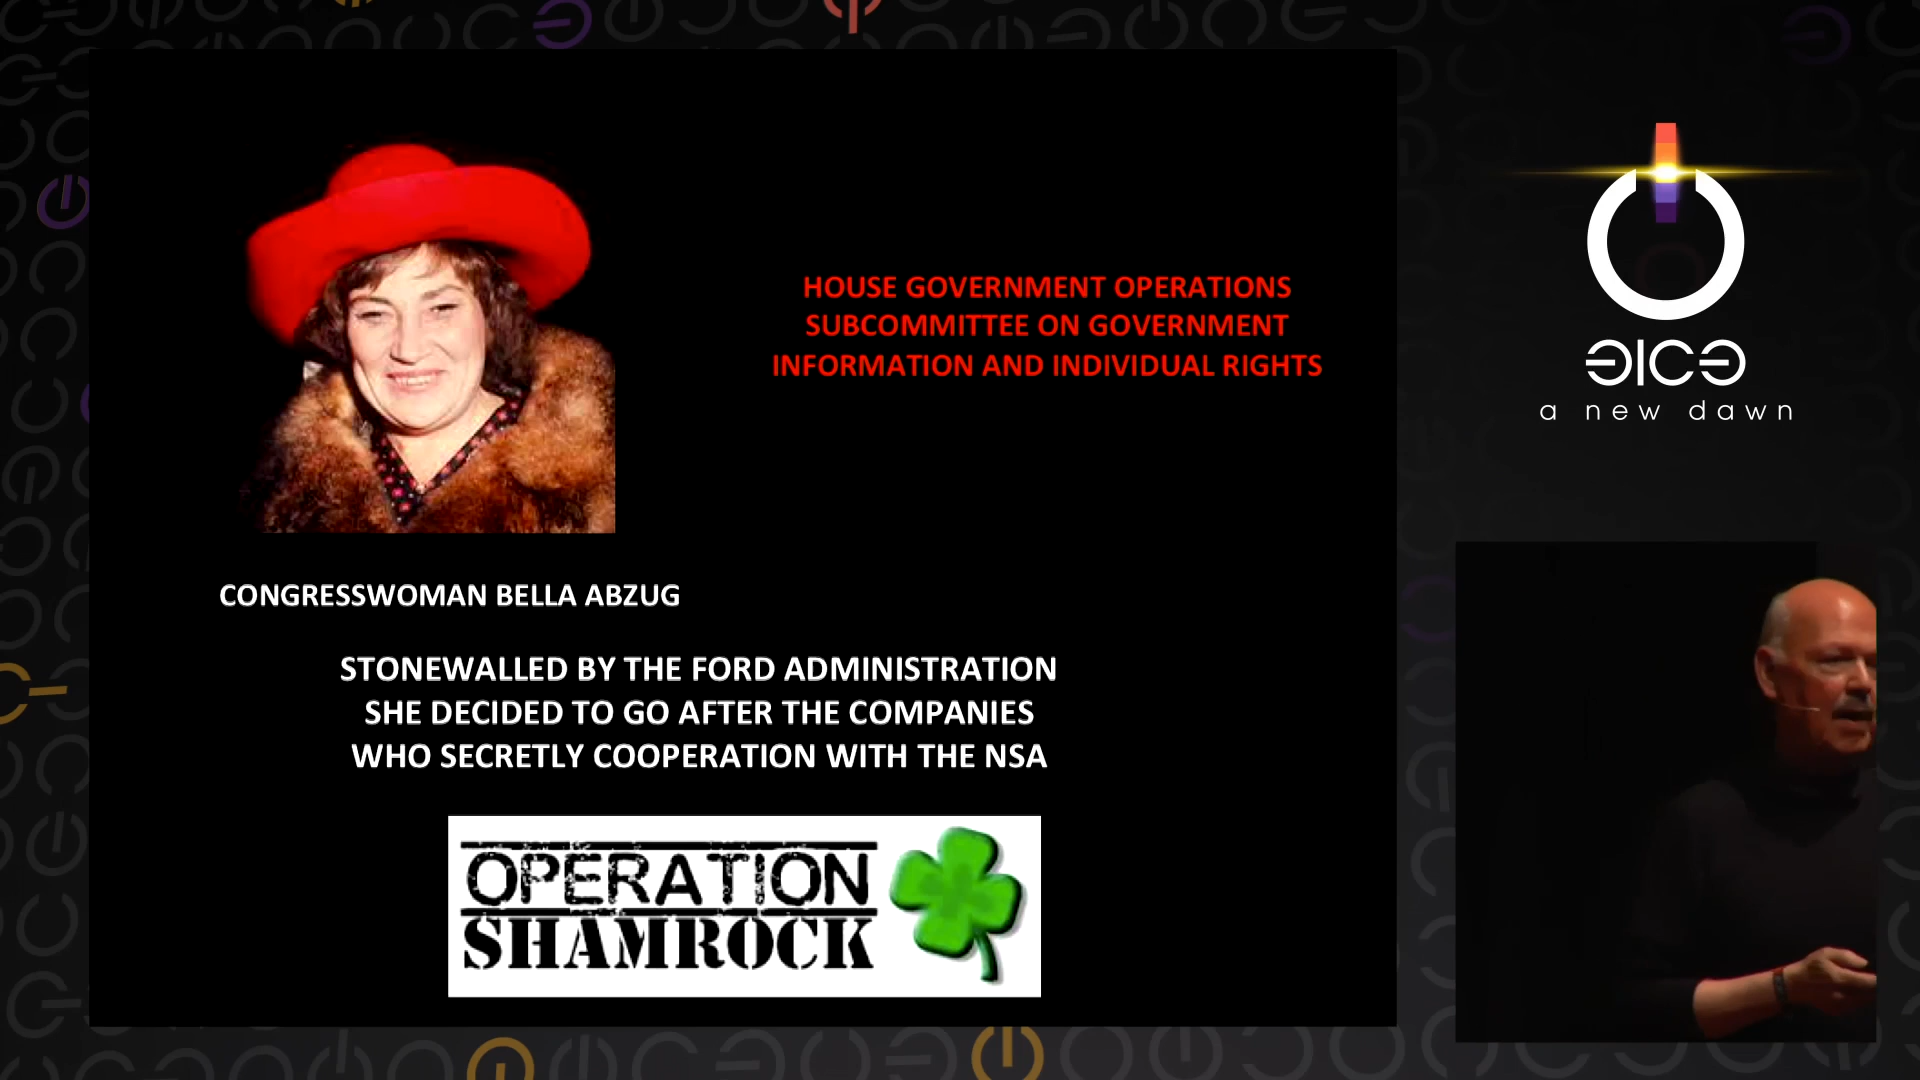 HOUSE GOVERNMENT OPERATIONS
SUBCOMMITTEE ON GOVERNMENT
INFORMATION AND INDIVIDUAL RIGHTS
CONGRESSWOMAN BELLA ABZUG
STONEWALLED BY THE FORD ADMINISTRATION
SHE DECIDED TO GO AFTER THE COMPANIES
WHO SECRETLY COOPERATION WITH THE NSA
OPERATION
SHAMROCK
a new dawn